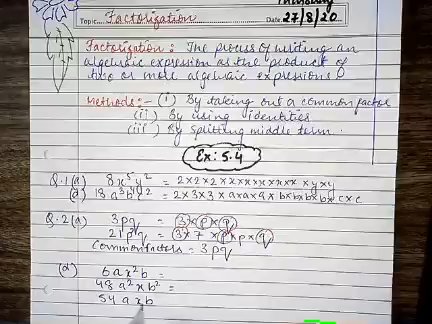 Thursday
Topic Factorization Date 27/8/20
Factorization : The process of writing an
algebraic expression as the product of
two or more algebraic expressions.
Methods :- (i) By taking out a common factor
(ii) By using identities
(iii) By splitting middle term.
Ex: 5.4
Q.1 (a) 8x⁵y² = 2×2×2×x×x×x×x×x×y×y
(d) 18a³b⁴c² = 2×3×3×a×a×a×b×b×b×b×c×c
Q.2 (a) 3pq = 3×p×q
21p²q = 3×7×p×p×q
Common factors = 3pq
(d) 6ax²b =
48a²xb² =
54axb